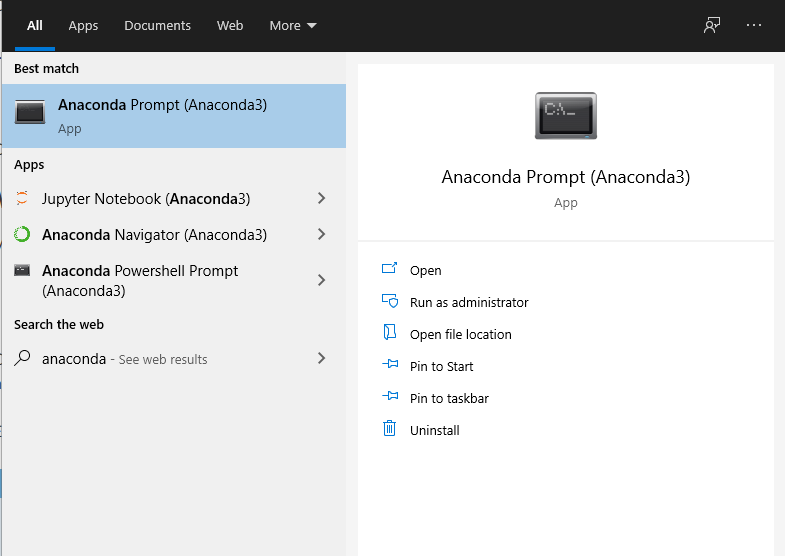 All Apps Documents Web More
Best match
Anaconda Prompt (Anaconda3)
App
Apps
Jupyter Notebook (Anaconda3)
Anaconda Navigator (Anaconda3)
Anaconda Powershell Prompt
(Anaconda3)
Search the web
anaconda - See web results
C:\_
Anaconda Prompt (Anaconda3)
App
Open
Run as administrator
Open file location
Pin to Start
Pin to taskbar
Uninstall